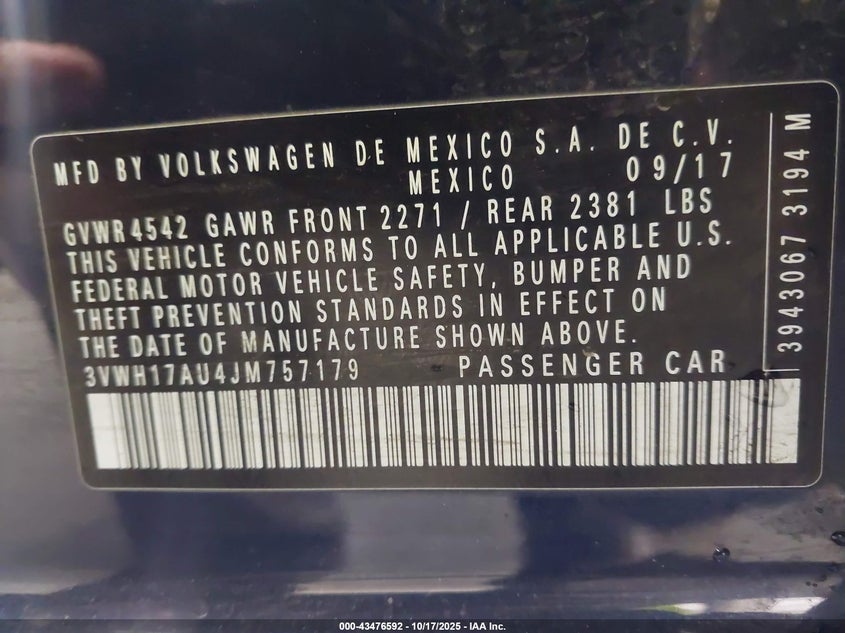 MFD BY VOLKSWAGEN DE MEXICO S.A. DE C.V.
MEXICO 09/17
GVWR4542 GAWR FRONT 2271 / REAR 2381 LBS
THIS VEHICLE CONFORMS TO ALL APPLICABLE U.S.
FEDERAL MOTOR VEHICLE SAFETY, BUMPER AND
THEFT PREVENTION STANDARDS IN EFFECT ON
THE DATE OF MANUFACTURE SHOWN ABOVE.
3VWH17AU4JM757179 PASSENGER CAR
3943067 3194 M
000-43476592 - 10/17/2025 - IAA Inc.